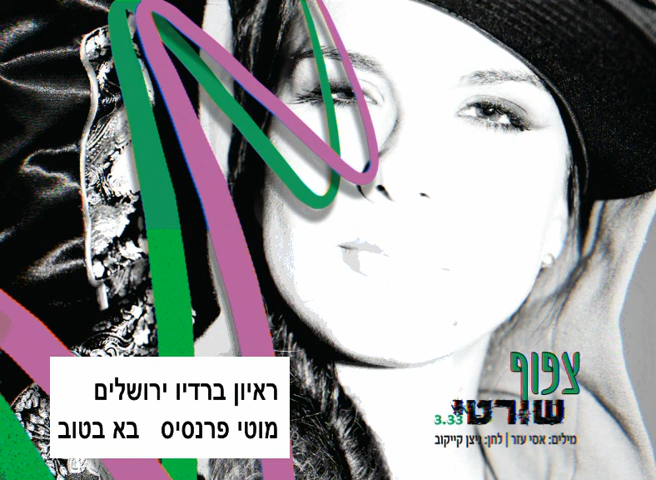 ראיון ברדיו ירושלים
מוטי פרנסיס בא בטוב
צפוף
שורטי
3.33
מילים: אסי עזר | לחן: ניצן קייקוב